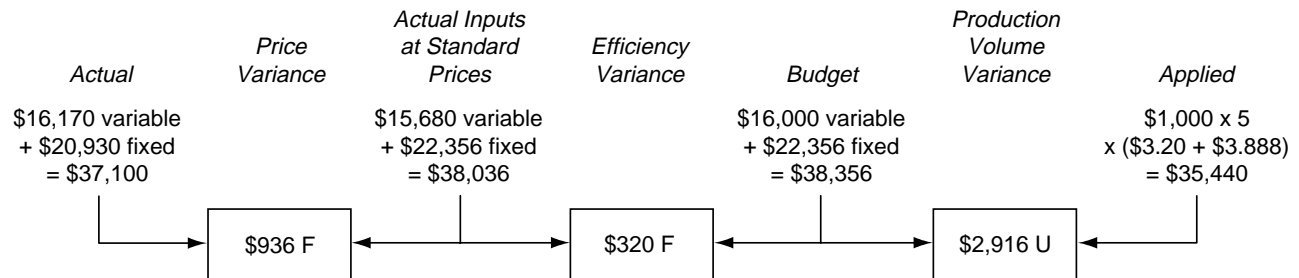 Actual
Price
Variance
Actual Inputs
at Standard
Prices
Efficiency
Variance
Budget
Production
Volume
Variance
Applied
$16,170 variable
+ $20,930 fixed
= $37,100
$15,680 variable
+ $22,356 fixed
= $38,036
$16,000 variable
+ $22,356 fixed
= $38,356
$1,000 x 5
x ($3.20 + $3.888)
= $35,440
$936 F
$320 F
$2,916 U